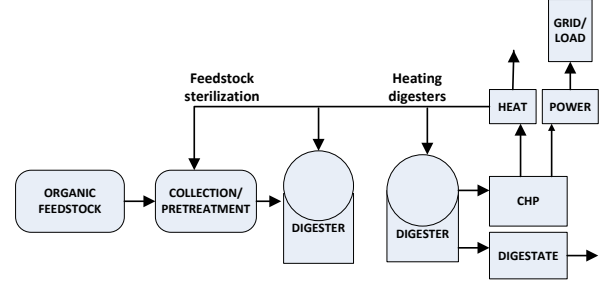 GRID/
LOAD
Feedstock
sterilization
Heating
digesters
HEAT
POWER
ORGANIC
FEEDSTOCK
COLLECTION/
PRETREATMENT
DIGESTER
DIGESTER
CHP
DIGESTATE